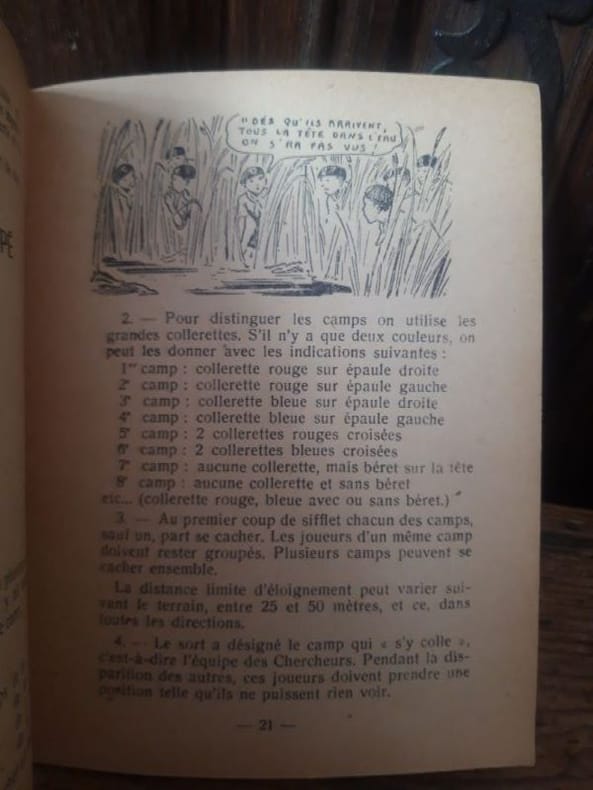 "DÈS QU'ILS ARRIVENT,
TOUS LA TÊTE DANS L'EAU
ON S'RA PAS VUS!
2. — Pour distinguer les camps on utilise les
grandes collerettes. S'il n'y a que deux couleurs, on
peut les donner avec les indications suivantes :
1er camp : collerette rouge sur épaule droite
2e camp : collerette rouge sur épaule gauche
3e camp : collerette bleue sur épaule droite
4e camp : collerette bleue sur épaule gauche
5e camp : 2 collerettes rouges croisées
6e camp : 2 collerettes bleues croisées
7e camp : aucune collerette, mais béret sur la tête
8e camp : aucune collerette et sans béret
etc... (collerette rouge, bleue avec ou sans béret.)
3. — Au premier coup de sifflet chacun des camps,
sauf un, part se cacher. Les joueurs d'un même camp
doivent rester groupés. Plusieurs camps peuvent se
cacher ensemble.
La distance limite d'éloignement peut varier sui-
vant le terrain, entre 25 et 50 mètres, et ce, dans
toutes les directions.
4. — Le sort a désigné le camp qui « s'y colle »,
c'est-à-dire l'équipe des Chercheurs. Pendant la dis-
parition des autres, ces joueurs doivent prendre une
position telle qu'ils ne puissent rien voir.
— 21 —